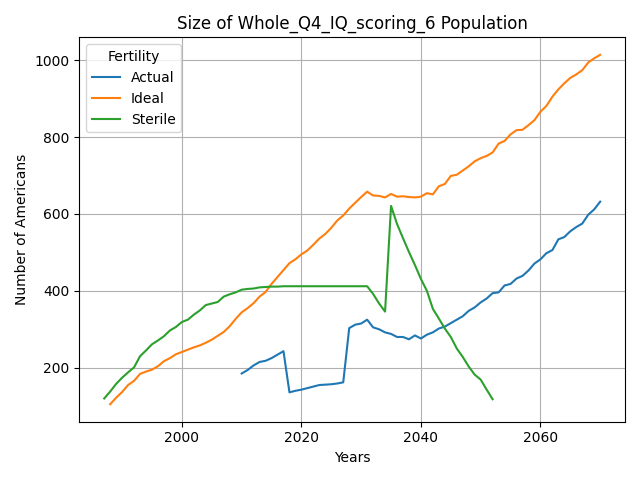 Size of Whole_Q4_IQ_scoring_6 Population
Fertility
Actual
Ideal
Sterile
Number of Americans
1000
800
600
400
200
2000
2020
2040
2060
Years